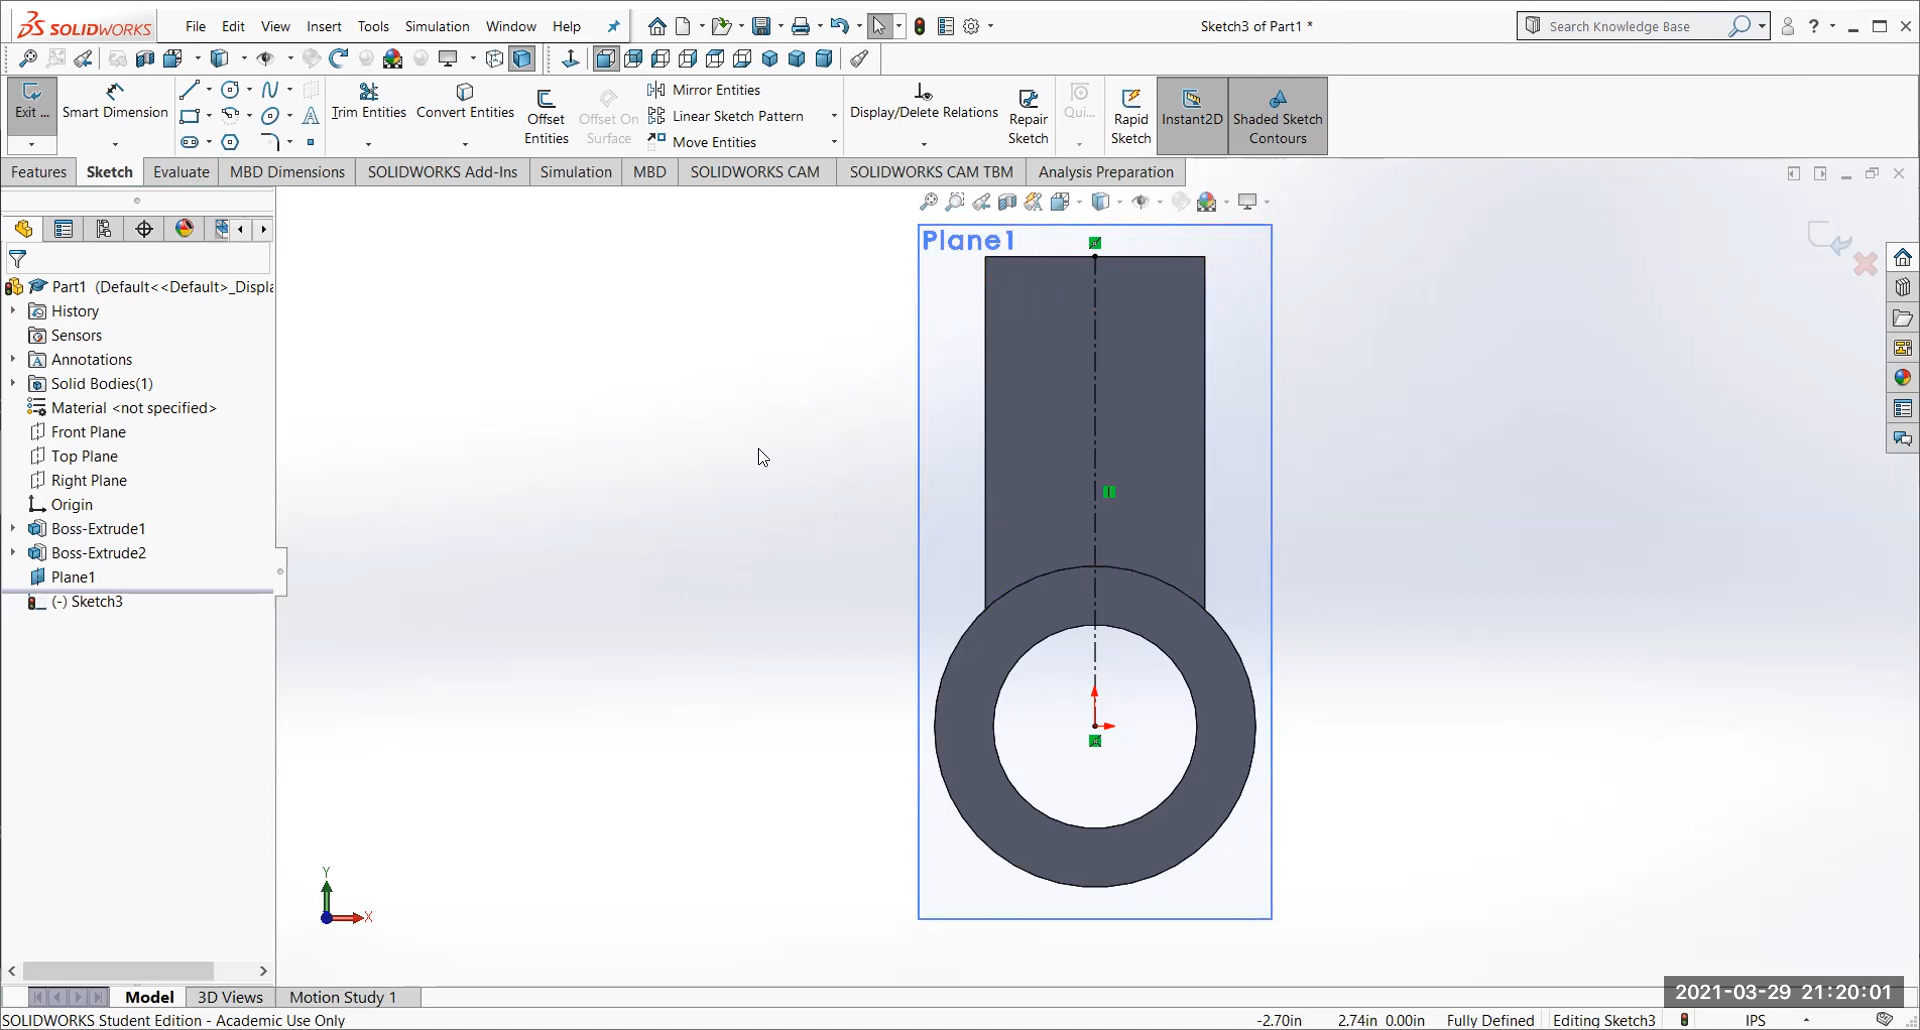 SOLIDWORKS
File Edit View Insert Tools Simulation Window Help
Sketch3 of Part1 *
Search Knowledge Base
?
Exit ...
Smart Dimension
Trim Entities
Convert Entities
Offset Entities
Offset On Surface
Mirror Entities
Linear Sketch Pattern
Move Entities
Display/Delete Relations
Repair Sketch
Qui...
Rapid Sketch
Instant2D
Shaded Sketch Contours
Features Sketch Evaluate MBD Dimensions SOLIDWORKS Add-Ins Simulation MBD SOLIDWORKS CAM SOLIDWORKS CAM TBM Analysis Preparation
Part1 (Default<<Default>_Displa
History
Sensors
Annotations
Solid Bodies(1)
Material <not specified>
Front Plane
Top Plane
Right Plane
Origin
Boss-Extrude1
Boss-Extrude2
Plane1
(-) Sketch3
Plane1
Y
X
Model 3D Views Motion Study 1
2021-03-29 21:20:01
SOLIDWORKS Student Edition - Academic Use Only
-2.70in 2.74in 0.00in Fully Defined Editing Sketch3 IPS